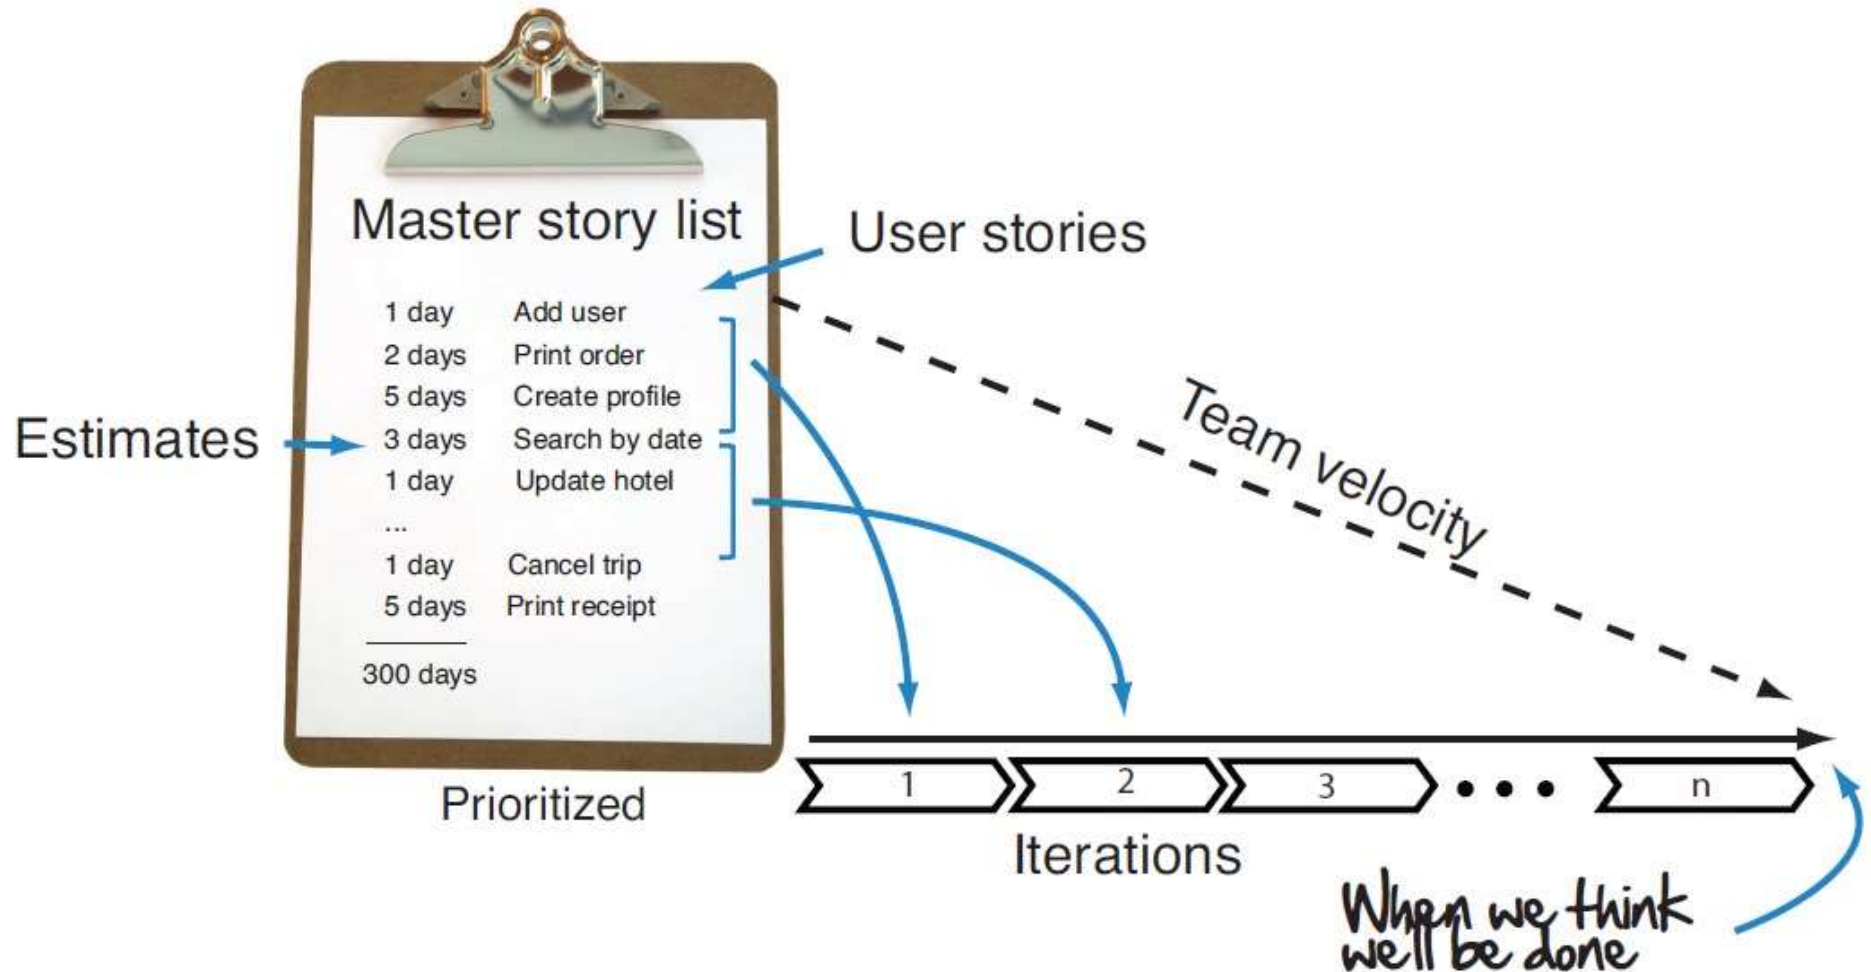 Master story list
User stories
1 day Add user
2 days Print order
5 days Create profile
Estimates
3 days Search by date
1 day Update hotel
...
1 day Cancel trip
5 days Print receipt
300 days
Prioritized
Team velocity
1 2 3 n
Iterations
When we think
we'll be done